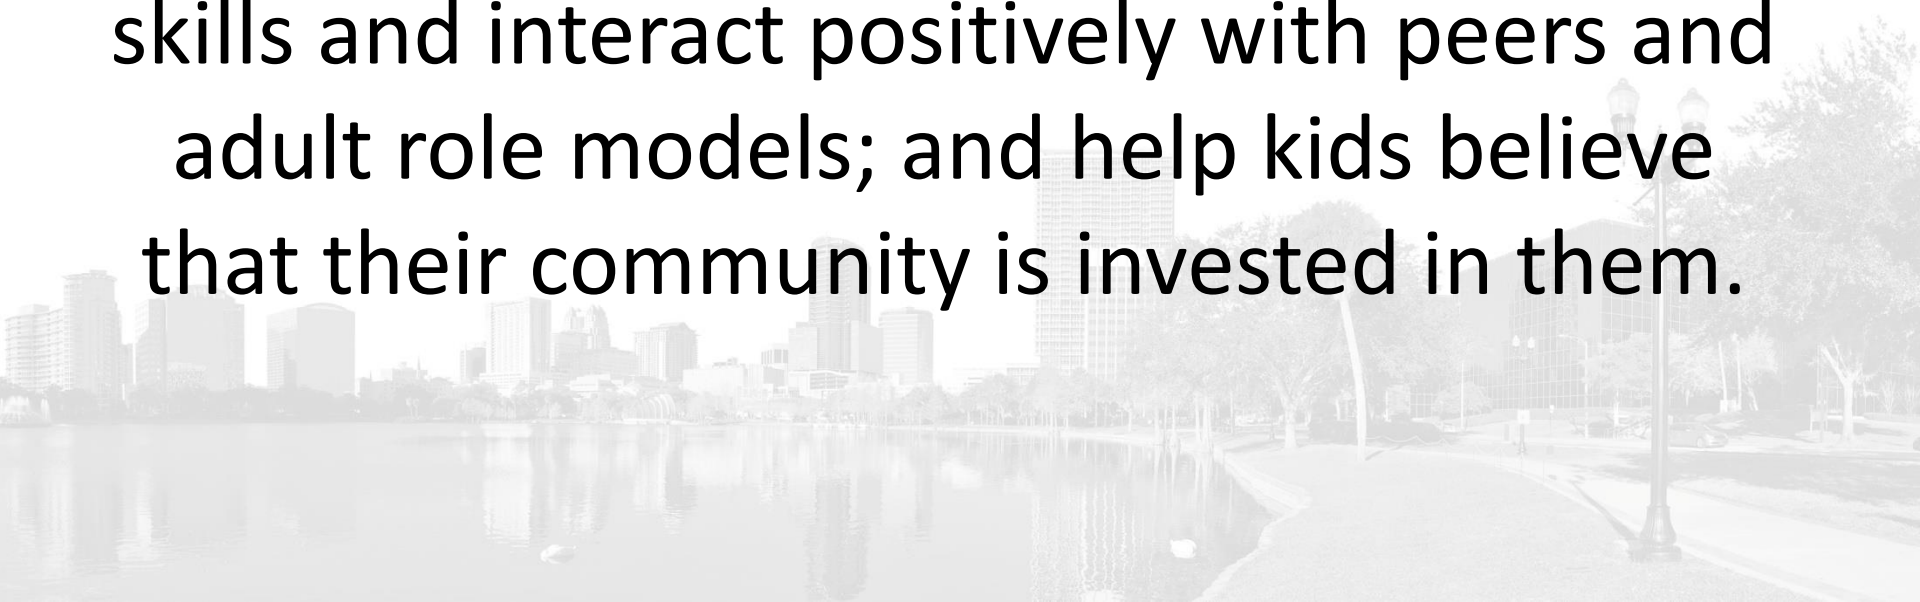 skills and interact positively with peers and
adult role models; and help kids believe
that their community is invested in them.